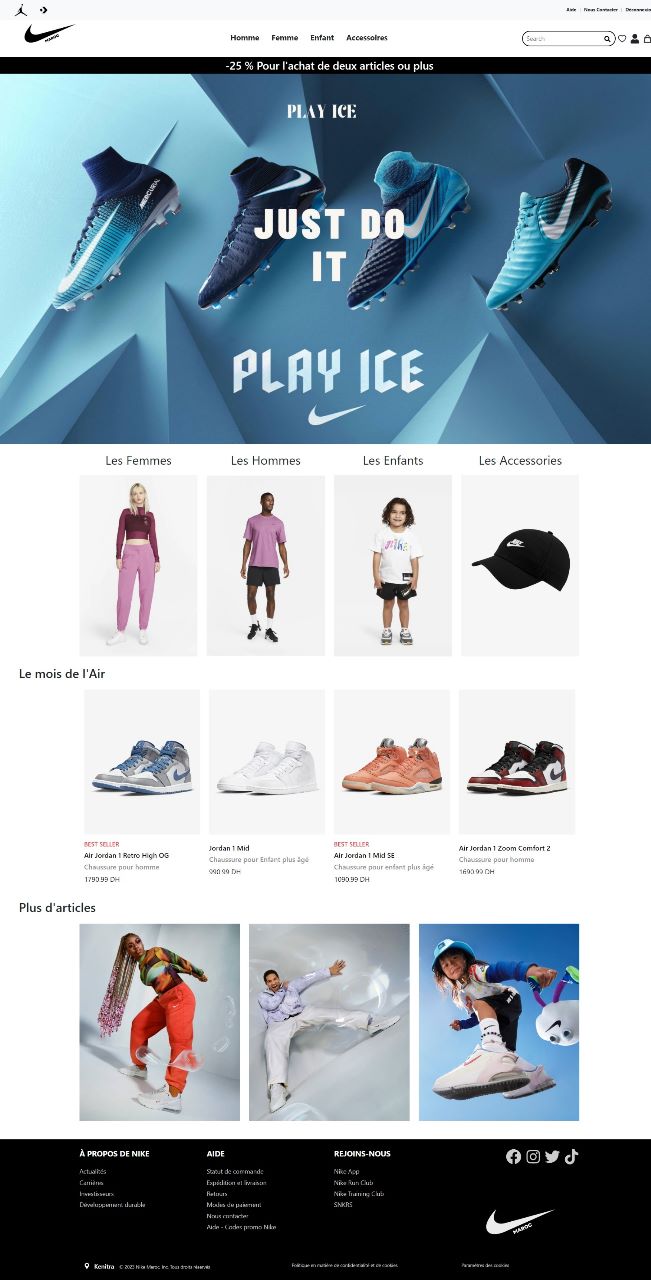 Aide | Nous Contacter | Déconnexio
MAROC
Homme Femme Enfant Accessoires
Search
-25 % Pour l'achat de deux articles ou plus
PLAY ICE
MERCURIAL
JUST DO
IT
PLAY ICE
Les Femmes Les Hommes Les Enfants Les Accessories
Le mois de l'Air
BEST SELLER
Air Jordan 1 Retro High OG
Chaussure pour homme
1790.99 DH
Jordan 1 Mid
Chaussure pour Enfant plus âgé
990.99 DH
BEST SELLER
Air Jordan 1 Mid SE
Chaussure pour enfant plus âgé
1090.99 DH
Air Jordan 1 Zoom Comfort 2
Chaussure pour homme
1690.99 DH
Plus d'articles
À PROPOS DE NIKE
Actualités
Carrières
Investisseurs
Développement durable
AIDE
Statut de commande
Expédition et livraison
Retours
Modes de paiement
Nous contacter
Aide - Codes promo Nike
REJOINS-NOUS
Nike App
Nike Run Club
Nike Training Club
SNKRS
MAROC
Kenitra © 2023 Nike Maroc, Inc. Tous droits réservés
Politique en matière de confidentialité et de cookies
Paramètres des cookies